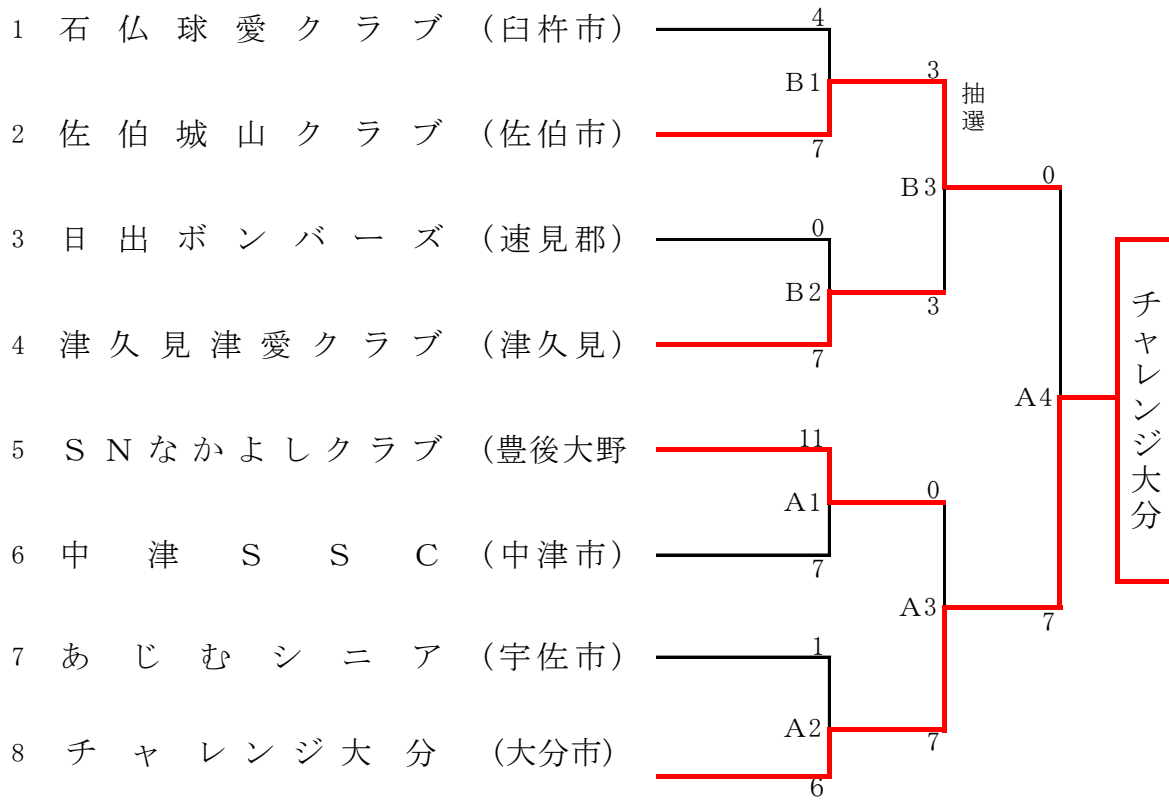 1 石仏球愛クラブ (臼杵市)
4
B1
3
抽選
2 佐伯城山クラブ (佐伯市)
7
B3
0
3 日出ボンバーズ (速見郡)
0
B2
3
4 津久見津愛クラブ (津久見)
7
A4
チャレンジ大分
5 SNなかよしクラブ (豊後大野
11
A1
0
6 中津SSC (中津市)
7
A3
7
7 あじむシニア (宇佐市)
1
A2
7
8 チャレンジ大分 (大分市)
6